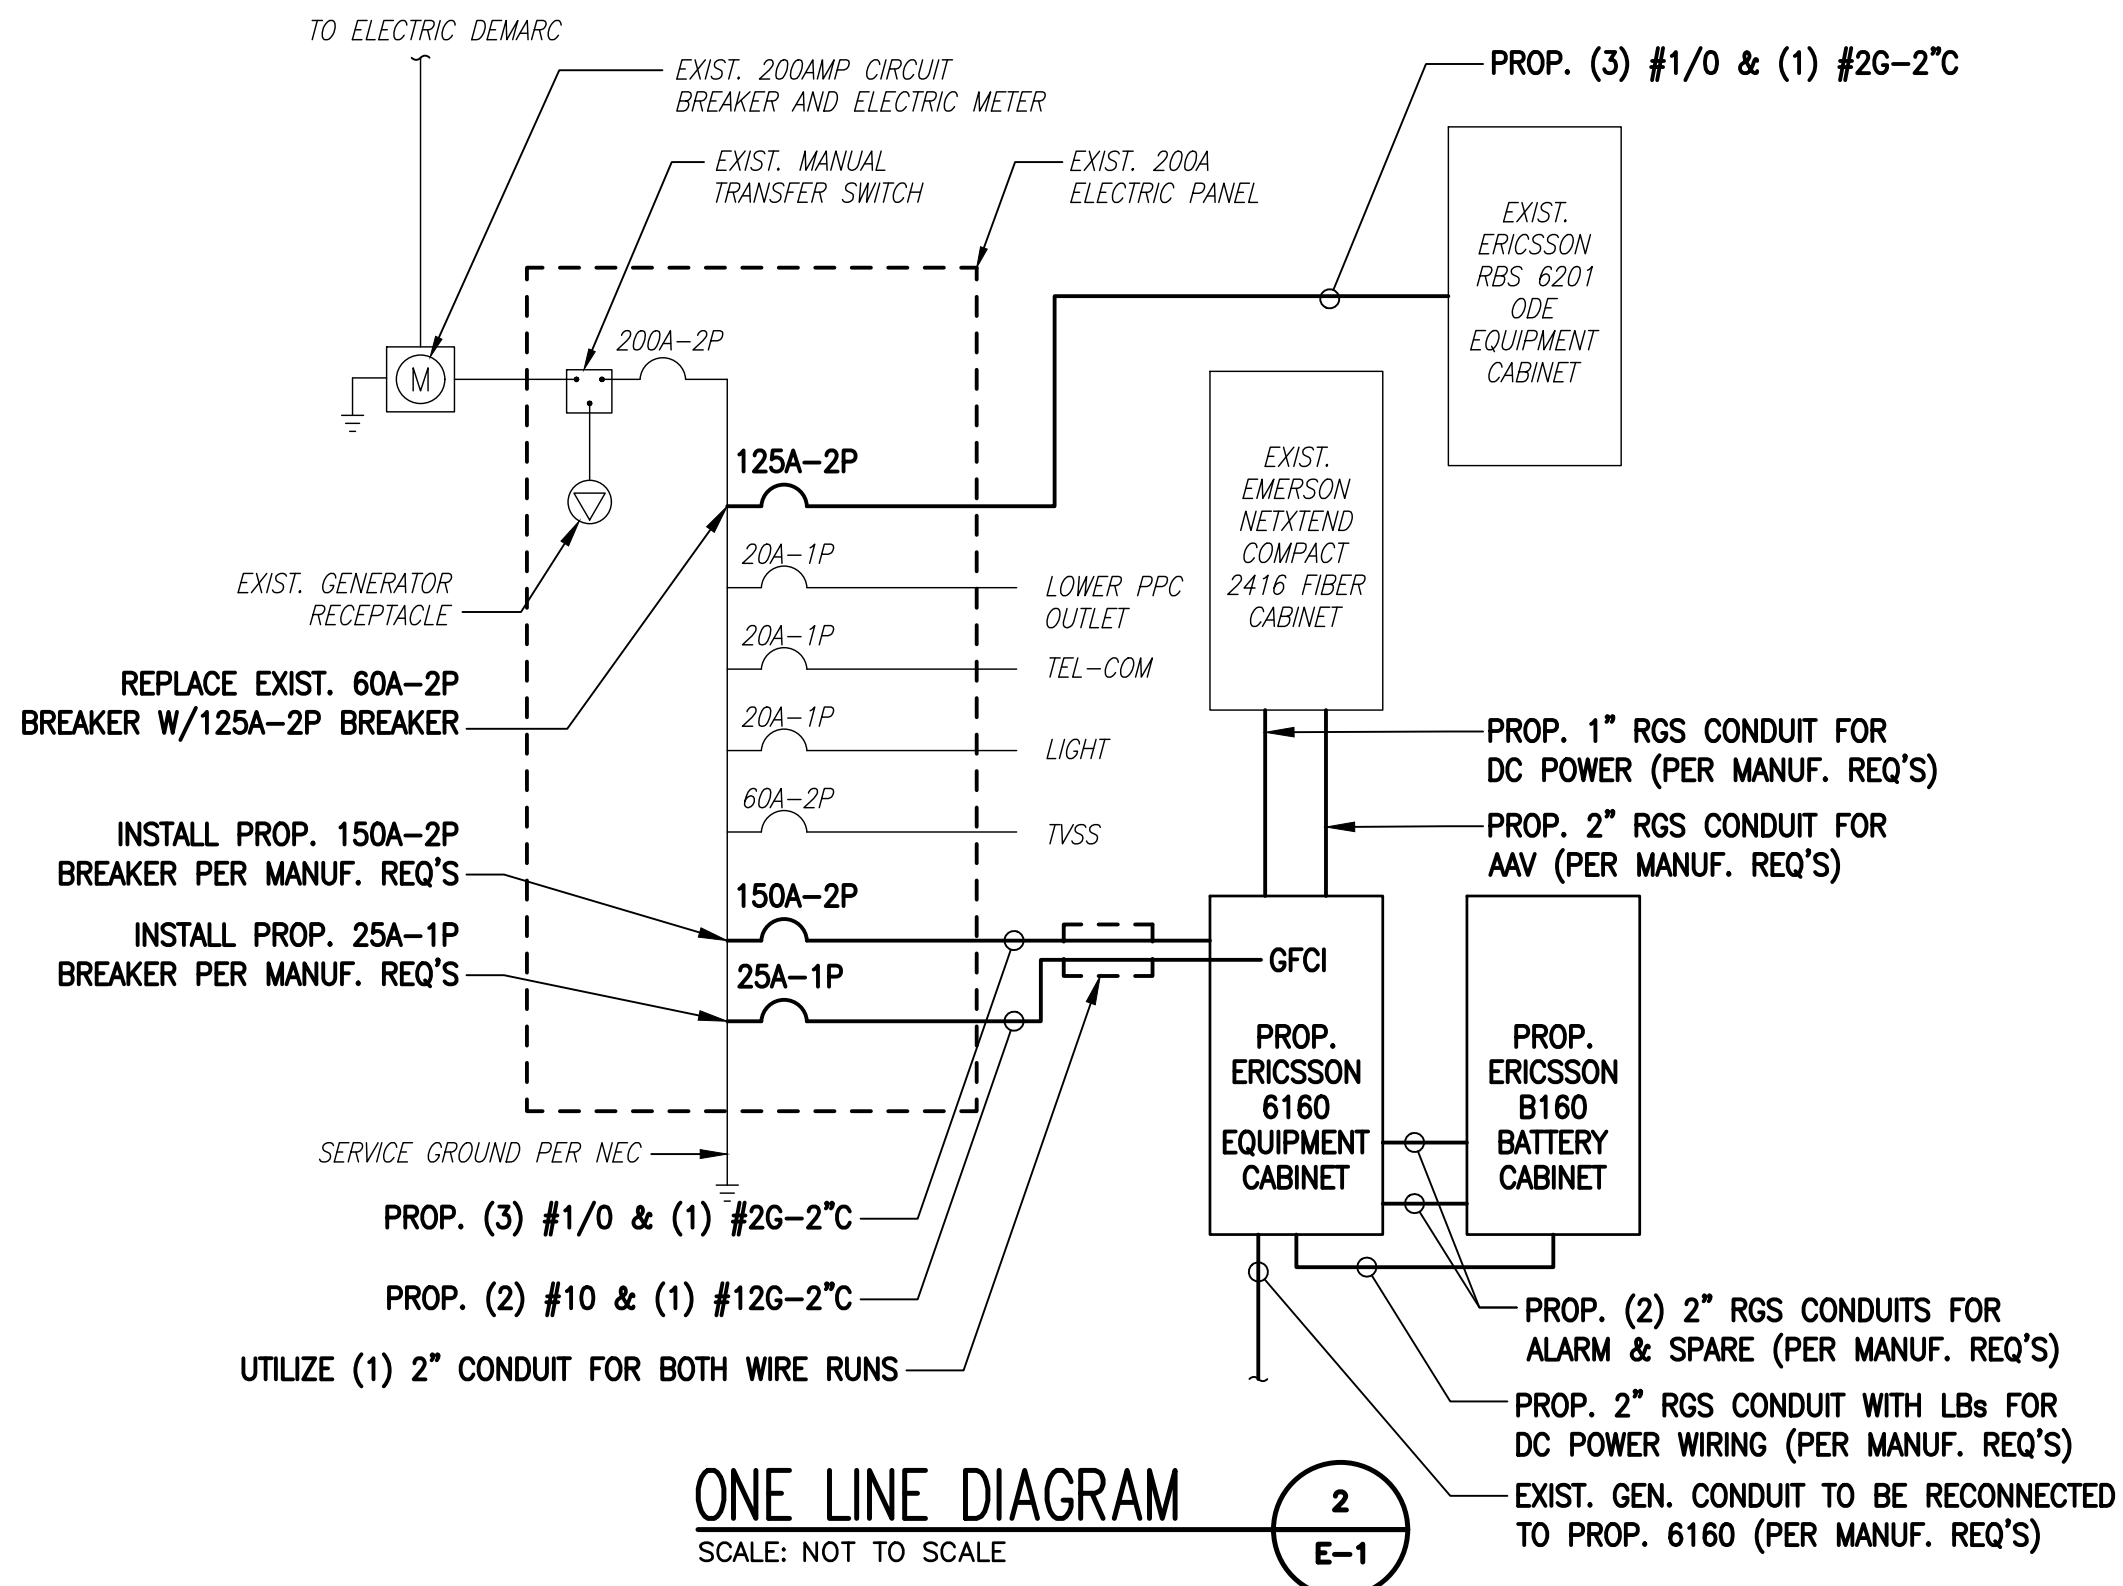 TO ELECTRIC DEMARC
EXIST. 200AMP CIRCUIT
BREAKER AND ELECTRIC METER
PROP. (3) #1/0 & (1) #2G-2"C
EXIST. MANUAL
TRANSFER SWITCH
EXIST. 200A
ELECTRIC PANEL
EXIST.
ERICSSON
RBS 6201
ODE
EQUIPMENT
CABINET
200A-2P
M
125A-2P
EXIST.
EMERSON
NETXTEND
COMPACT
2416 FIBER
CABINET
20A-1P
LOWER PPC
OUTLET
EXIST. GENERATOR
RECEPTACLE
20A-1P
TEL-COM
REPLACE EXIST. 60A-2P
BREAKER W/125A-2P BREAKER
20A-1P
LIGHT
PROP. 1" RGS CONDUIT FOR
DC POWER (PER MANUF. REQ'S)
60A-2P
TVSS
PROP. 2" RGS CONDUIT FOR
AAV (PER MANUF. REQ'S)
INSTALL PROP. 150A-2P
BREAKER PER MANUF. REQ'S
150A-2P
INSTALL PROP. 25A-1P
BREAKER PER MANUF. REQ'S
25A-1P
GFCI
PROP.
ERICSSON
6160
EQUIPMENT
CABINET
PROP.
ERICSSON
B160
BATTERY
CABINET
SERVICE GROUND PER NEC
PROP. (3) #1/0 & (1) #2G-2"C
PROP. (2) #10 & (1) #12G-2"C
UTILIZE (1) 2" CONDUIT FOR BOTH WIRE RUNS
PROP. (2) 2" RGS CONDUITS FOR
ALARM & SPARE (PER MANUF. REQ'S)
PROP. 2" RGS CONDUIT WITH LBs FOR
DC POWER WIRING (PER MANUF. REQ'S)
EXIST. GEN. CONDUIT TO BE RECONNECTED
TO PROP. 6160 (PER MANUF. REQ'S)
ONE LINE DIAGRAM
SCALE: NOT TO SCALE
2
E-1